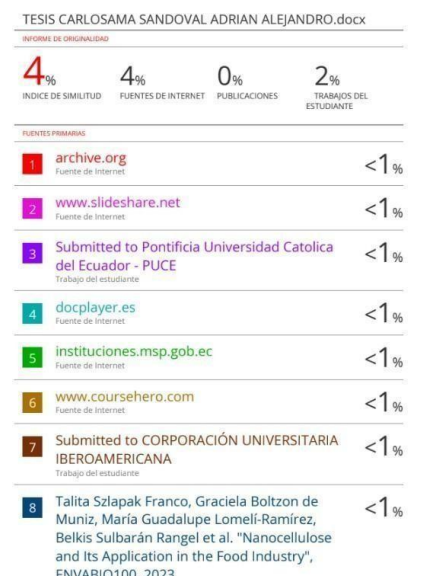 TESIS CARLOSAMA SANDOVAL ADRIAN ALEJANDRO.docx
INFORME DE ORIGINALIDAD
4%
INDICE DE SIMILITUD
4%
FUENTES DE INTERNET
0%
PUBLICACIONES
2%
TRABAJOS DEL
ESTUDIANTE
FUENTES PRIMARIAS
1
archive.org
Fuente de Internet
<1%
2
www.slideshare.net
Fuente de Internet
<1%
3
Submitted to Pontificia Universidad Catolica
del Ecuador - PUCE
Trabajo del estudiante
<1%
4
docplayer.es
Fuente de Internet
<1%
5
instituciones.msp.gob.ec
Fuente de Internet
<1%
6
www.coursehero.com
Fuente de Internet
<1%
7
Submitted to CORPORACIÓN UNIVERSITARIA
IBEROAMERICANA
Trabajo del estudiante
<1%
8
Talita Szlapak Franco, Graciela Boltzon de
Muniz, María Guadalupe Lomelí-Ramírez,
Belkis Sulbarán Rangel et al. "Nanocellulose
and Its Application in the Food Industry",
ENVABIO100, 2023
<1%